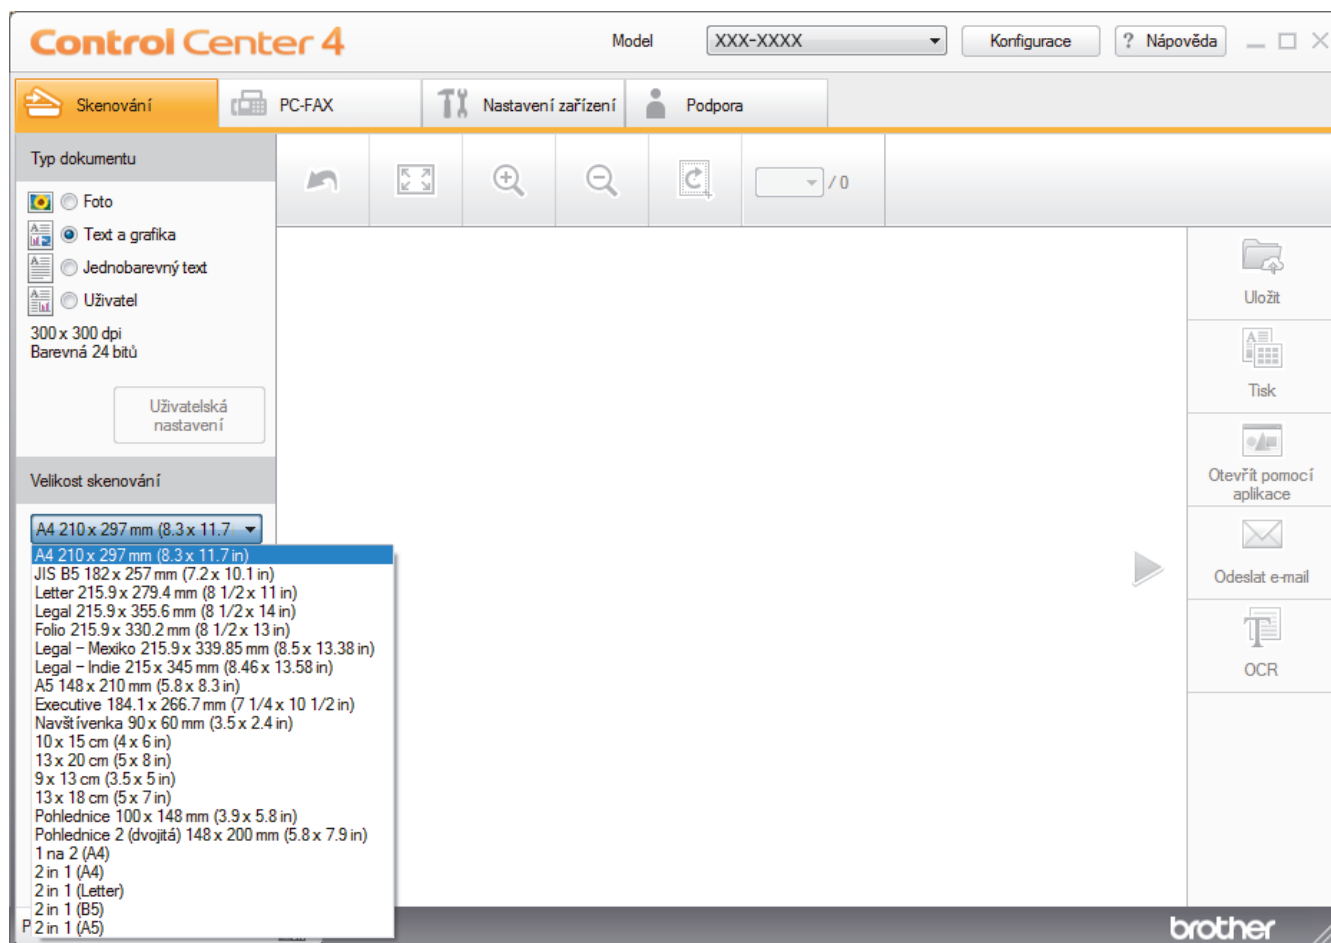 Control Center 4
Model
XXX-XXXX
Konfigurace
? Nápověda
Skenování
PC-FAX
Nastavení zařízení
Podpora
Typ dokumentu
Foto
Text a grafika
Jednobarevný text
Uživatel
300 x 300 dpi
Barevná 24 bitů
Uživatelská
nastavení
/ 0
Velikost skenování
A4 210 x 297 mm (8.3 x 11.7
A4 210 x 297 mm (8.3 x 11.7 in)
JIS B5 182 x 257 mm (7.2 x 10.1 in)
Letter 215.9 x 279.4 mm (8 1/2 x 11 in)
Legal 215.9 x 355.6 mm (8 1/2 x 14 in)
Folio 215.9 x 330.2 mm (8 1/2 x 13 in)
Legal – Mexiko 215.9 x 339.85 mm (8.5 x 13.38 in)
Legal – Indie 215 x 345 mm (8.46 x 13.58 in)
A5 148 x 210 mm (5.8 x 8.3 in)
Executive 184.1 x 266.7 mm (7 1/4 x 10 1/2 in)
Navštívenka 90 x 60 mm (3.5 x 2.4 in)
10 x 15 cm (4 x 6 in)
13 x 20 cm (5 x 8 in)
9 x 13 cm (3.5 x 5 in)
13 x 18 cm (5 x 7 in)
Pohlednice 100 x 148 mm (3.9 x 5.8 in)
Pohlednice 2 (dvojitá) 148 x 200 mm (5.8 x 7.9 in)
1 na 2 (A4)
2 in 1 (A4)
2 in 1 (Letter)
2 in 1 (B5)
2 in 1 (A5)
Uložit
Tisk
Otevřít pomocí
aplikace
Odeslat e-mail
OCR
brother